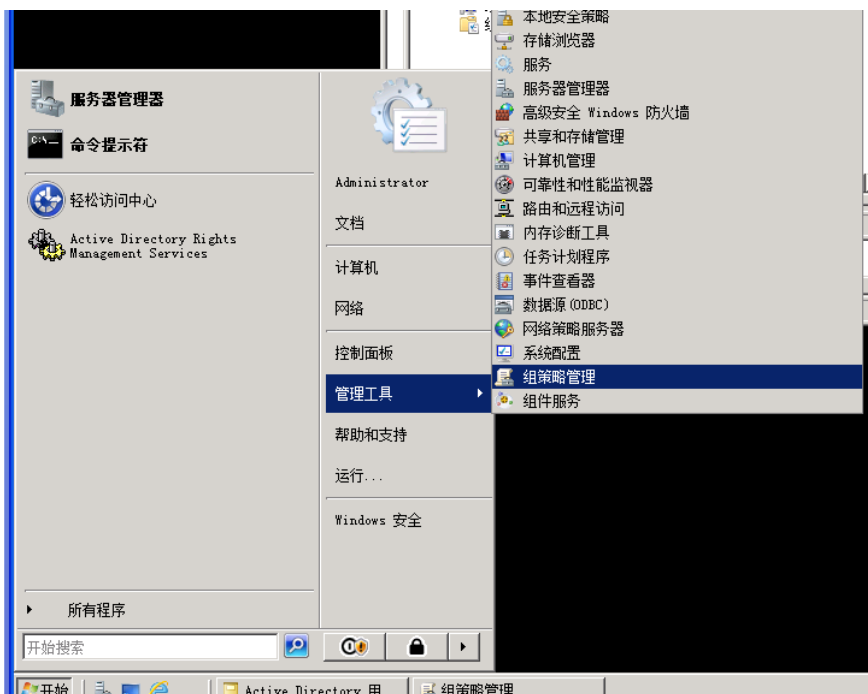 本地安全策略
存储浏览器
服务
服务器管理器
高级安全 Windows 防火墙
共享和存储管理
计算机管理
可靠性和性能监视器
路由和远程访问
内存诊断工具
任务计划程序
事件查看器
数据源(ODBC)
网络策略服务器
系统配置
组策略管理
组件服务
服务器管理器
C:\_
命令提示符
轻松访问中心
Active Directory Rights
Management Services
所有程序
开始搜索
Administrator
文档
计算机
网络
控制面板
管理工具
帮助和支持
运行...
Windows 安全
开始
Active Directory 用
组策略管理